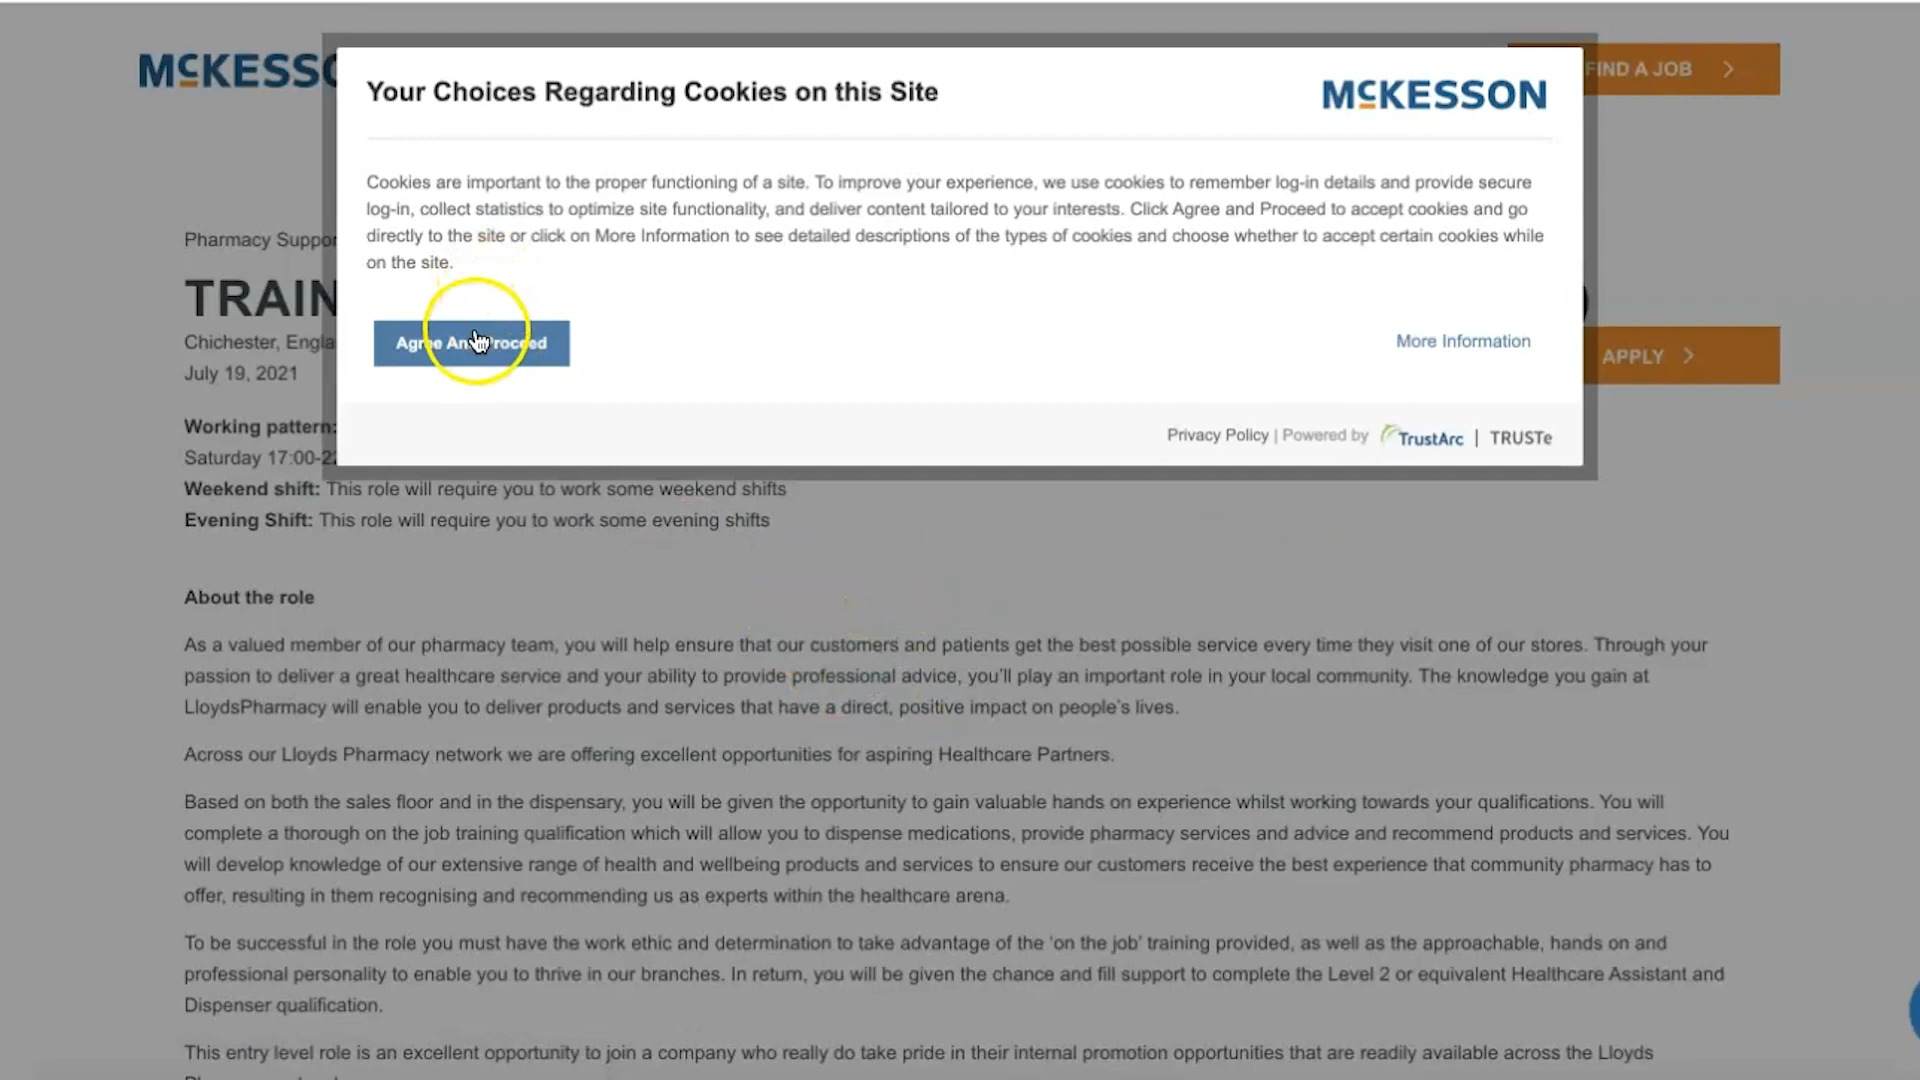 McKESSO
FIND A JOB
Your Choices Regarding Cookies on this Site
McKESSON
Cookies are important to the proper functioning of a site. To improve your experience, we use cookies to remember log-in details and provide secure
log-in, collect statistics to optimize site functionality, and deliver content tailored to your interests. Click Agree and Proceed to accept cookies and go
directly to the site or click on More Information to see detailed descriptions of the types of cookies and choose whether to accept certain cookies while
on the site.
Agree And Proceed
More Information
Privacy Policy | Powered by TrustArc | TRUSTe
Pharmacy Suppor
TRAIN
Chichester, Engla
July 19, 2021
APPLY
Working pattern:
Saturday 17:00-22
Weekend shift: This role will require you to work some weekend shifts
Evening Shift: This role will require you to work some evening shifts
About the role
As a valued member of our pharmacy team, you will help ensure that our customers and patients get the best possible service every time they visit one of our stores. Through your
passion to deliver a great healthcare service and your ability to provide professional advice, you'll play an important role in your local community. The knowledge you gain at
LloydsPharmacy will enable you to deliver products and services that have a direct, positive impact on people's lives.
Across our Lloyds Pharmacy network we are offering excellent opportunities for aspiring Healthcare Partners.
Based on both the sales floor and in the dispensary, you will be given the opportunity to gain valuable hands on experience whilst working towards your qualifications. You will
complete a thorough on the job training qualification which will allow you to dispense medications, provide pharmacy services and advice and recommend products and services. You
will develop knowledge of our extensive range of health and wellbeing products and services to ensure our customers receive the best experience that community pharmacy has to
offer, resulting in them recognising and recommending us as experts within the healthcare arena.
To be successful in the role you must have the work ethic and determination to take advantage of the 'on the job' training provided, as well as the approachable, hands on and
professional personality to enable you to thrive in our branches. In return, you will be given the chance and fill support to complete the Level 2 or equivalent Healthcare Assistant and
Dispenser qualification.
This entry level role is an excellent opportunity to join a company who really do take pride in their internal promotion opportunities that are readily available across the Lloyds